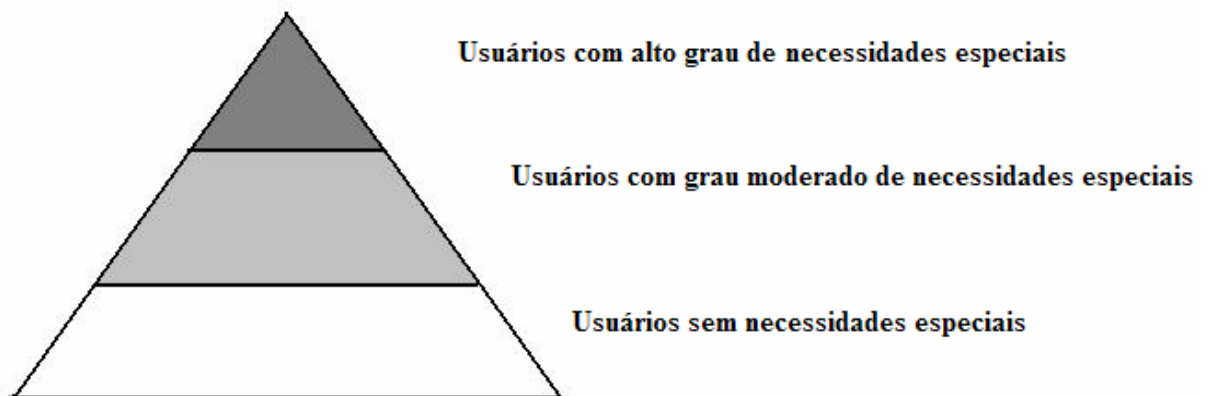 Usuários com alto grau de necessidades especiais
Usuários com grau moderado de necessidades especiais
Usuários sem necessidades especiais